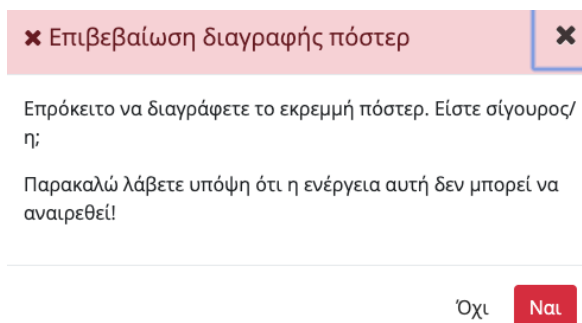 ✖ Επιβεβαίωση διαγραφής πόστερ ✖
Επρόκειτο να διαγράφετε το εκρεμμή πόστερ. Είστε σίγουρος/
η;
Παρακαλώ λάβετε υπόψη ότι η ενέργεια αυτή δεν μπορεί να
αναιρεθεί!
Όχι Ναι